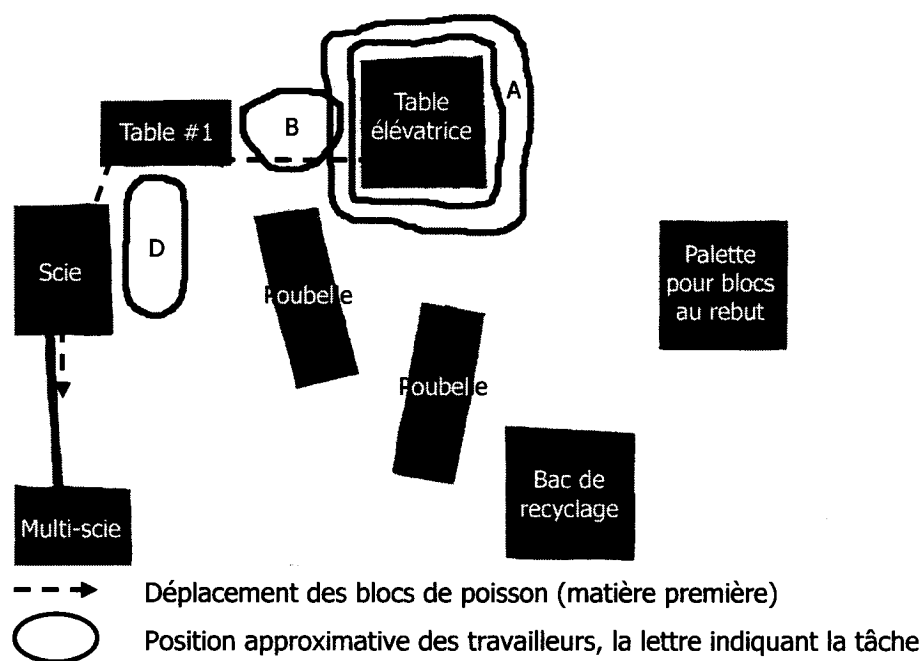 Table
élévatrice
A
B
Table #1
D
Scie
Poubelle
Poubelle
Palette
pour blocs
au rebut
Bac de
recyclage
Multi-scie
Déplacement des blocs de poisson (matière première)
Position approximative des travailleurs, la lettre indiquant la tâche